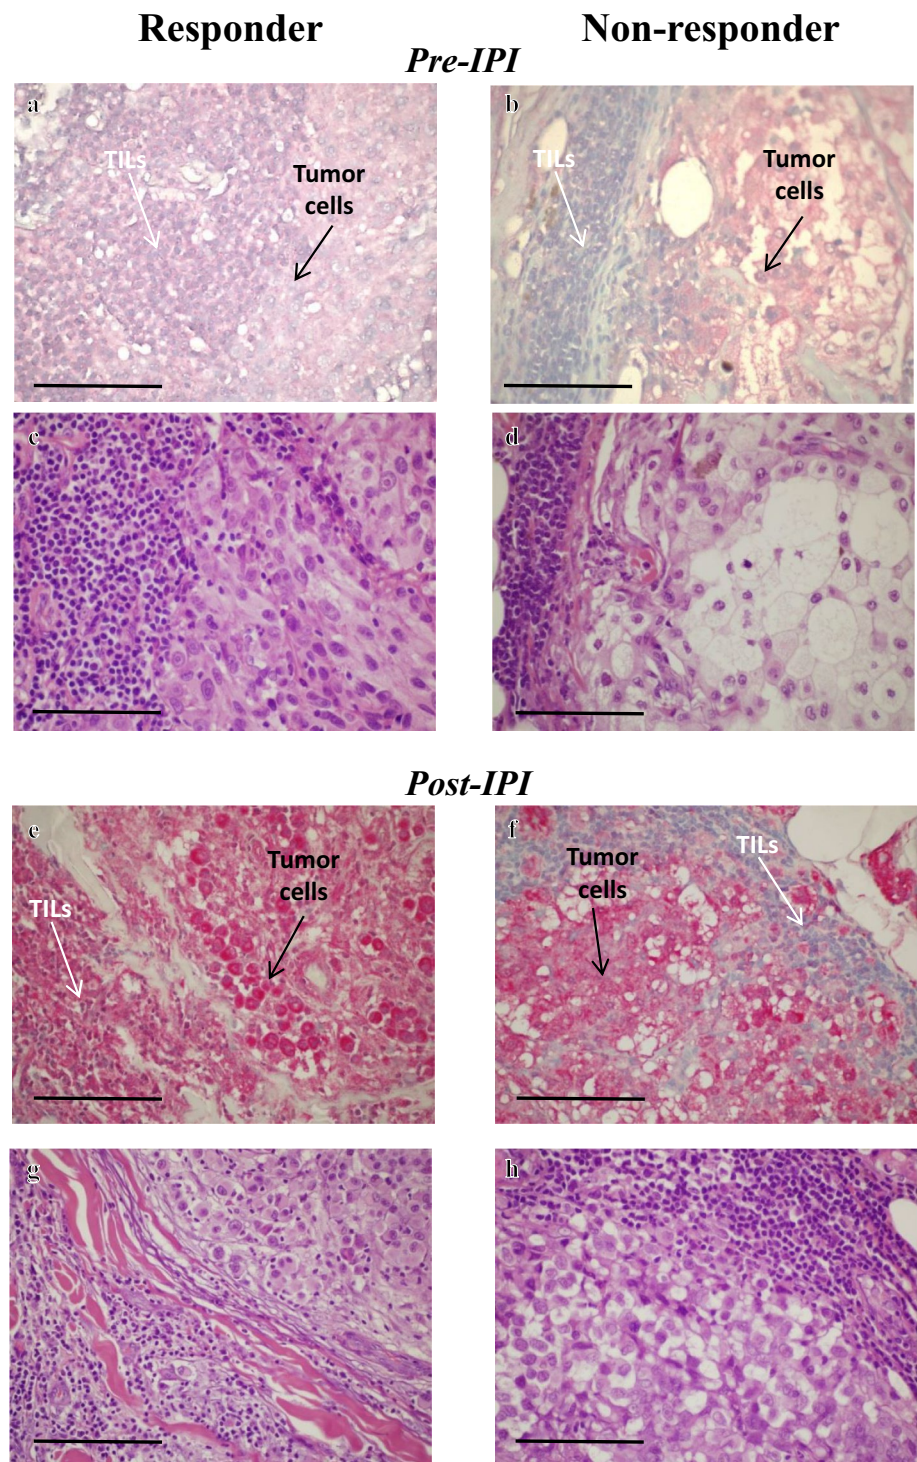 Responder Non-responder
Pre-IPI
a b
TILs Tumor cells TILs Tumor cells
c d
Post-IPI
e f
TILs Tumor cells Tumor cells TILs
g h